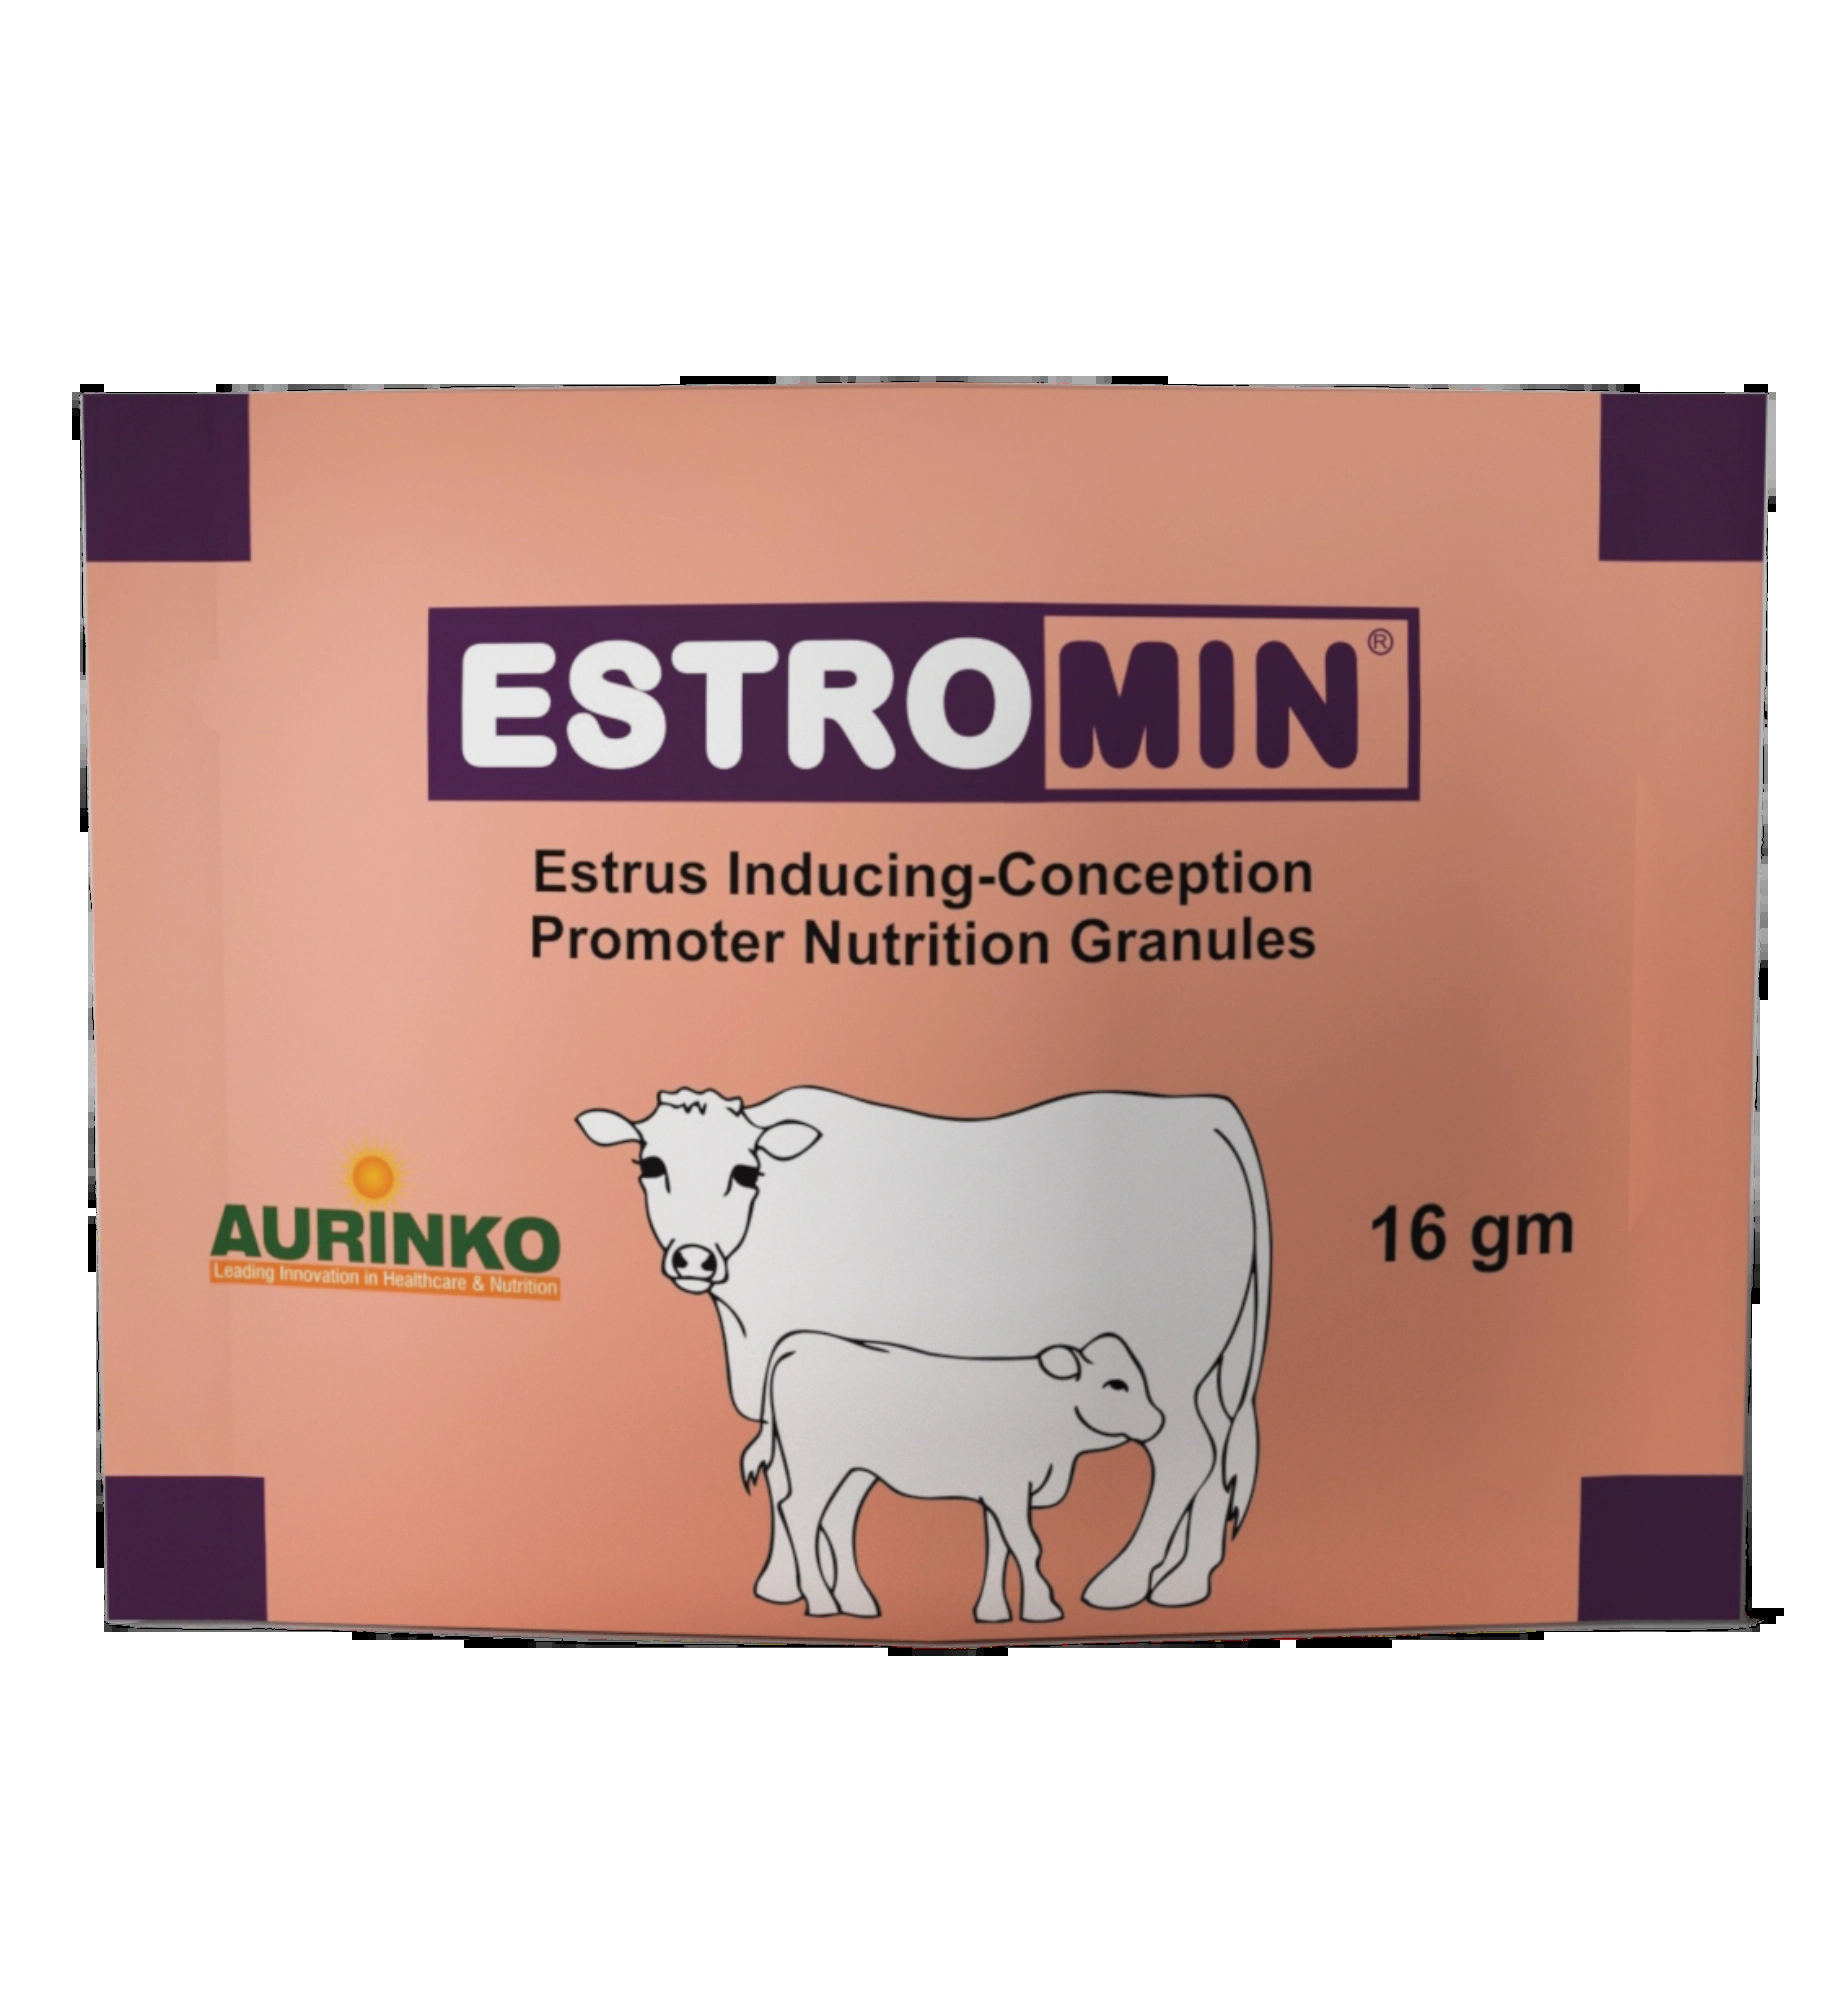 ESTROMIN®
Estrus Inducing-Conception
Promoter Nutrition Granules
AURINKO
Leading Innovation in Healthcare & Nutrition
16 gm